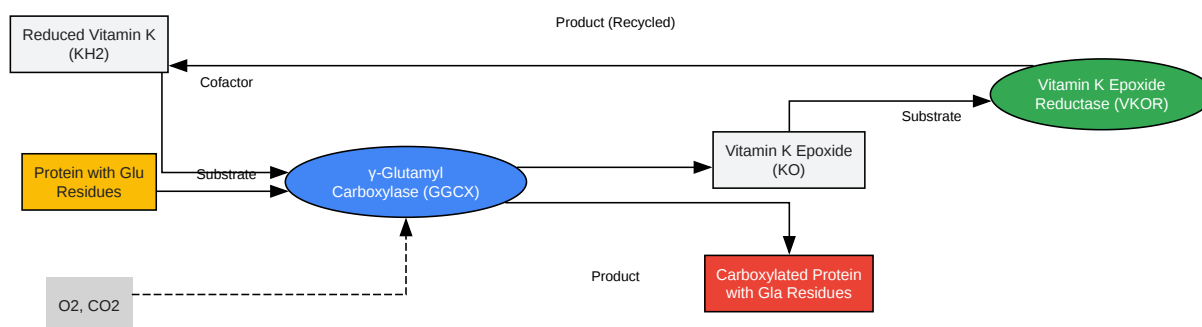 Product (Recycled)
Reduced Vitamin K
(KH2)
Cofactor
Vitamin K Epoxide
Reductase (VKOR)
Substrate
Protein with Glu
Residues
Substrate
γ-Glutamyl
Carboxylase (GGCX)
Vitamin K Epoxide
(KO)
O2, CO2
Product
Carboxylated Protein
with Gla Residues